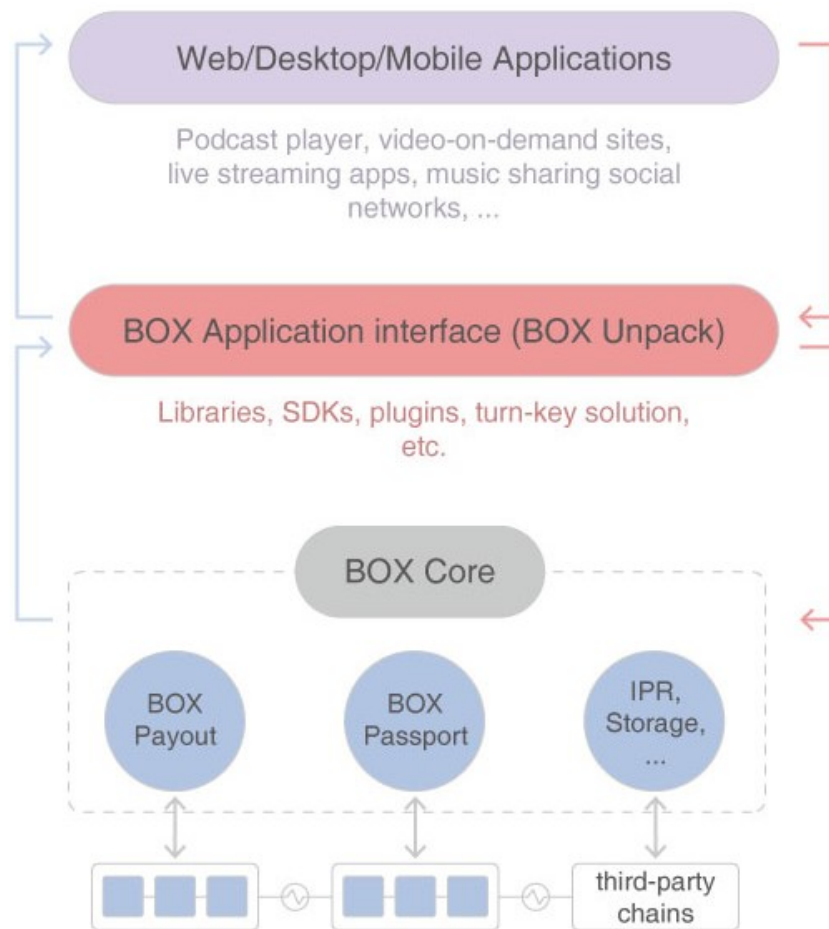 Web/Desktop/Mobile Applications
Podcast player, video-on-demand sites,
live streaming apps, music sharing social
networks, ...
BOX Application interface (BOX Unpack)
Libraries, SDKs, plugins, turn-key solution,
etc.
BOX Core
BOX
Payout
BOX
Passport
IPR,
Storage,
...
third-party
chains